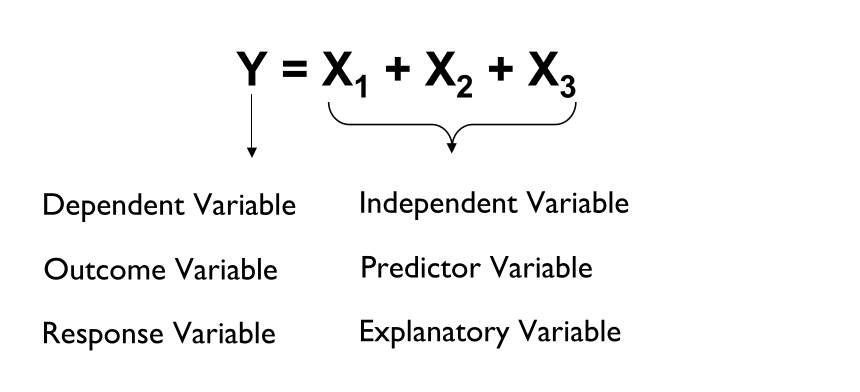 Y = X₁ + X₂ + X₃
Dependent Variable Independent Variable
Outcome Variable Predictor Variable
Response Variable Explanatory Variable